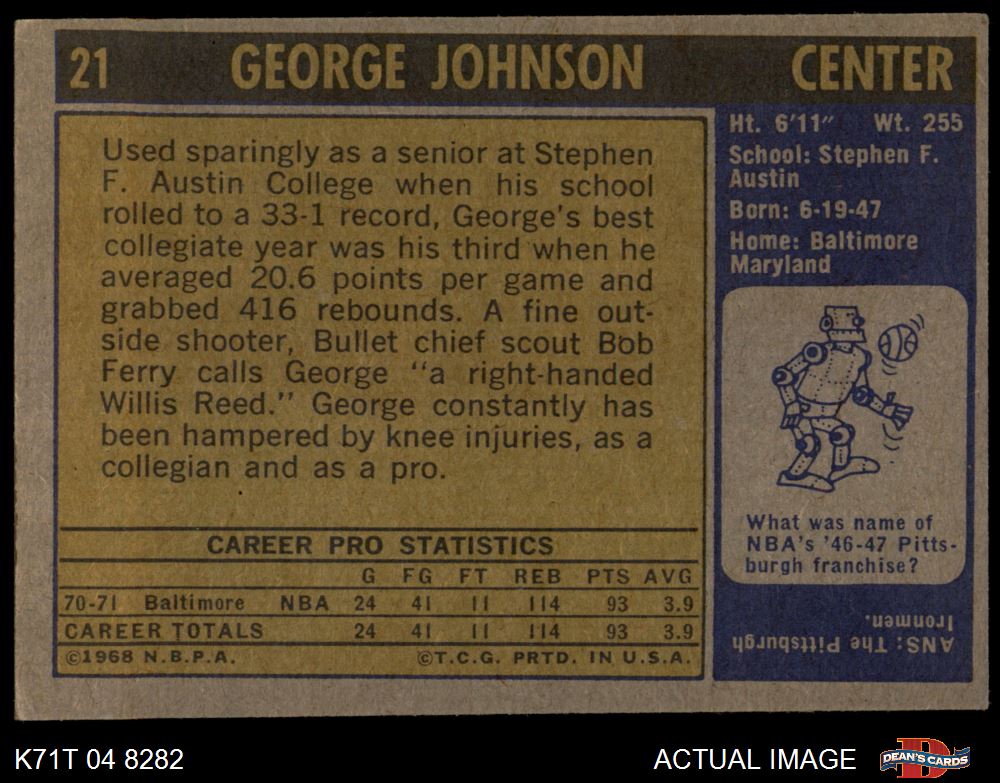 21 GEORGE JOHNSON CENTER
Used sparingly as a senior at Stephen
F. Austin College when his school
rolled to a 33-1 record, George's best
collegiate year was his third when he
averaged 20.6 points per game and
grabbed 416 rebounds. A fine out-
side shooter, Bullet chief scout Bob
Ferry calls George "a right-handed
Willis Reed." George constantly has
been hampered by knee injuries, as a
collegian and as a pro.
CAREER PRO STATISTICS
G FG FT REB PTS AVG
70-71 Baltimore NBA 24 41 11 114 93 3.9
CAREER TOTALS 24 41 11 114 93 3.9
©1968 N.B.P.A. ©T.C.G. PRTD. IN U.S.A.
Ht. 6'11" Wt. 255
School: Stephen F.
Austin
Born: 6-19-47
Home: Baltimore
Maryland
What was name of
NBA's '46-47 Pitts-
burgh franchise?
ANS: The Pittsburgh
Ironmen.
K71T 04 8282 ACTUAL IMAGE DEAN'S CARDS